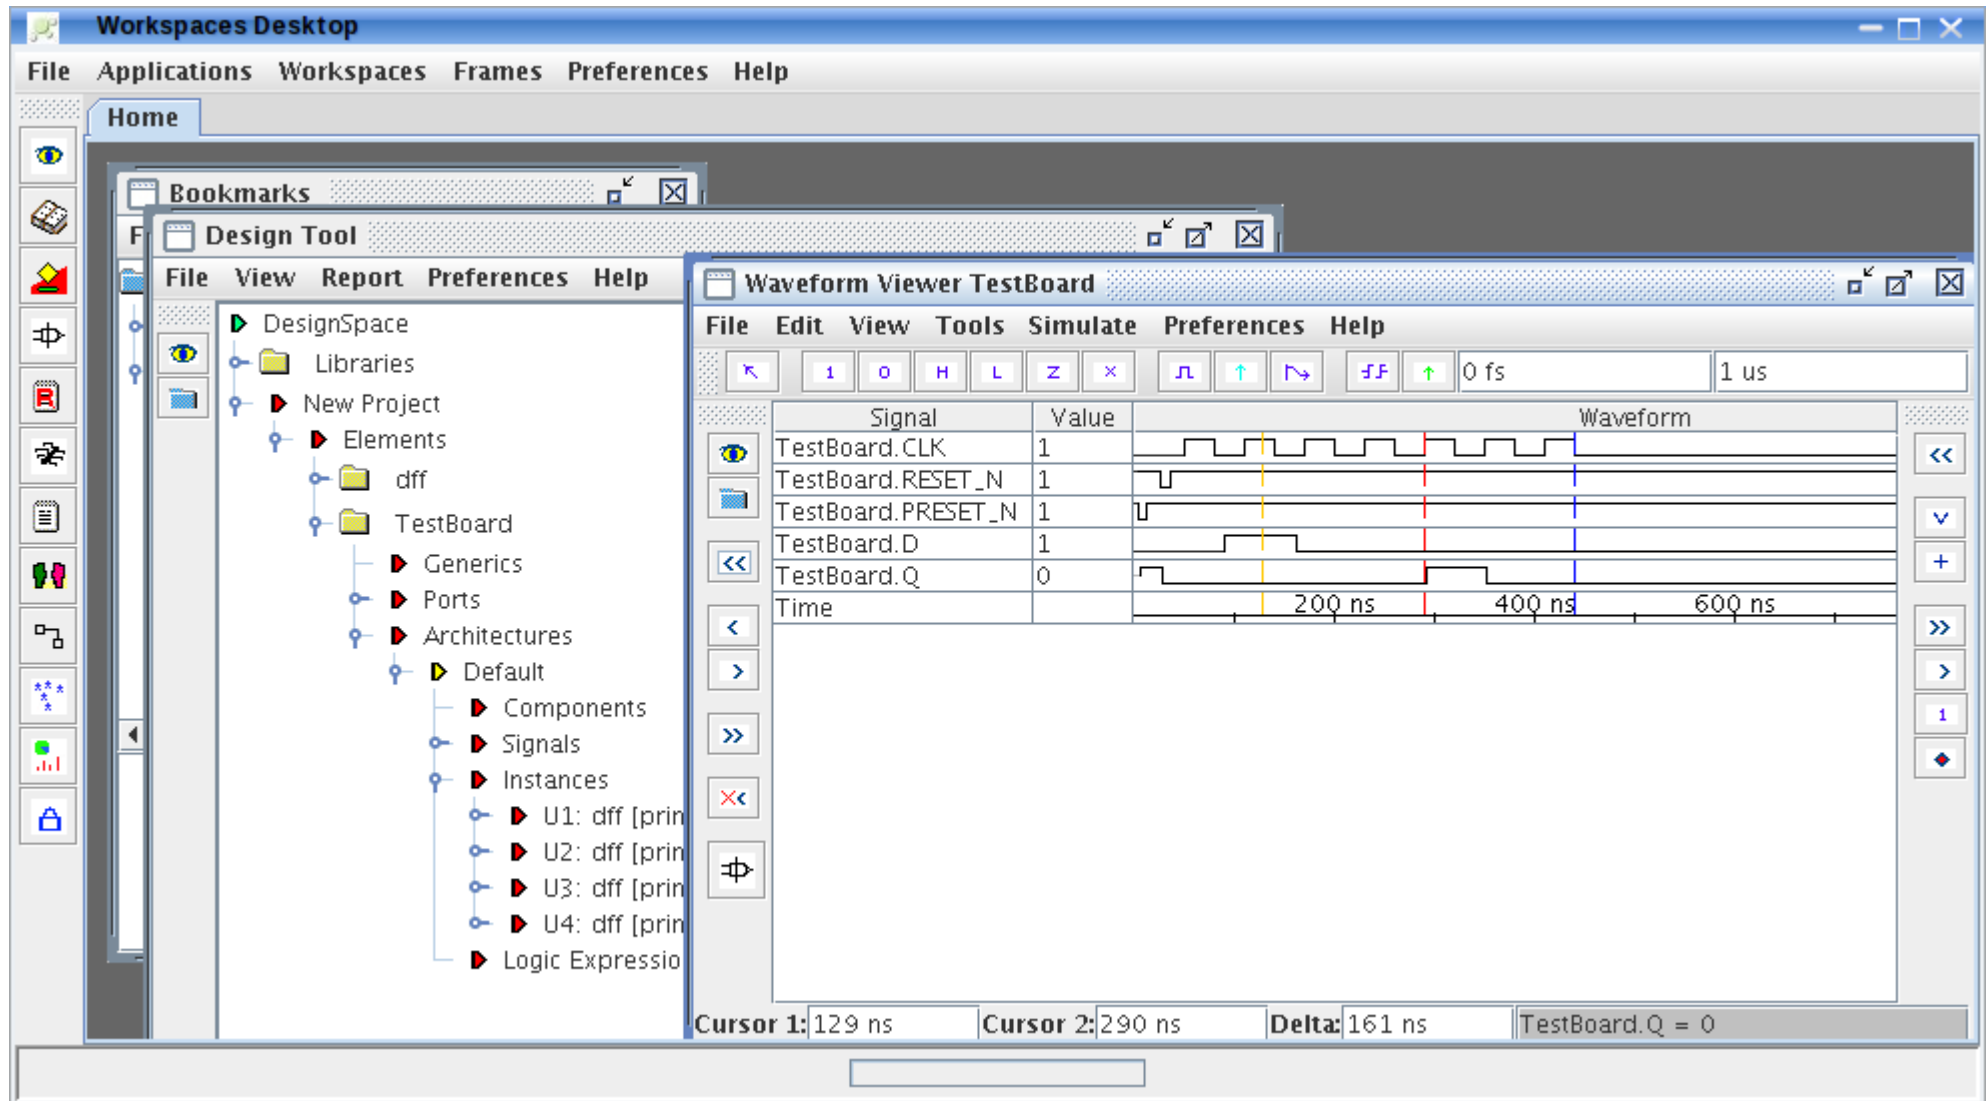 Workspaces Desktop
File Applications Workspaces Frames Preferences Help
Home
Bookmarks
F
Design Tool
File View Report Preferences Help
DesignSpace
Libraries
New Project
Elements
dff
TestBoard
Generics
Ports
Architectures
Default
Components
Signals
Instances
U1: dff [prin
U2: dff [prin
U3: dff [prin
U4: dff [prin
Logic Expressio
Waveform Viewer TestBoard
File Edit View Tools Simulate Preferences Help
1 0 H L Z X 0 fs 1 us
Signal Value Waveform
TestBoard.CLK 1
TestBoard.RESET_N 1
TestBoard.PRESET_N 1
TestBoard.D 1
TestBoard.Q 0
Time 200 ns 400 ns 600 ns
1
Cursor 1: 129 ns Cursor 2: 290 ns Delta: 161 ns TestBoard.Q = 0
R